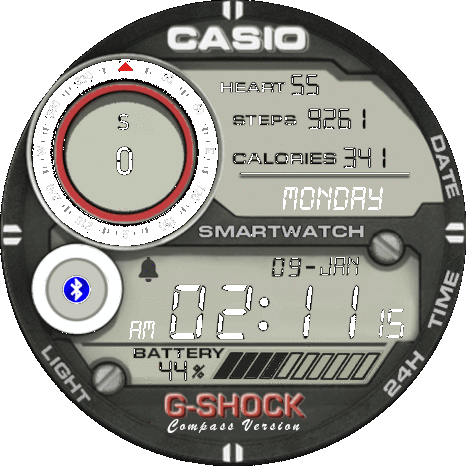 CASIO
HEART 55
STEPS 9261
CALORIES 341
S
0
MONDAY
DATE
SMARTWATCH
09-JAN
AM 02:11 15
TIME
BATTERY
44%
LIGHT
24H
G-SHOCK
Compass Version